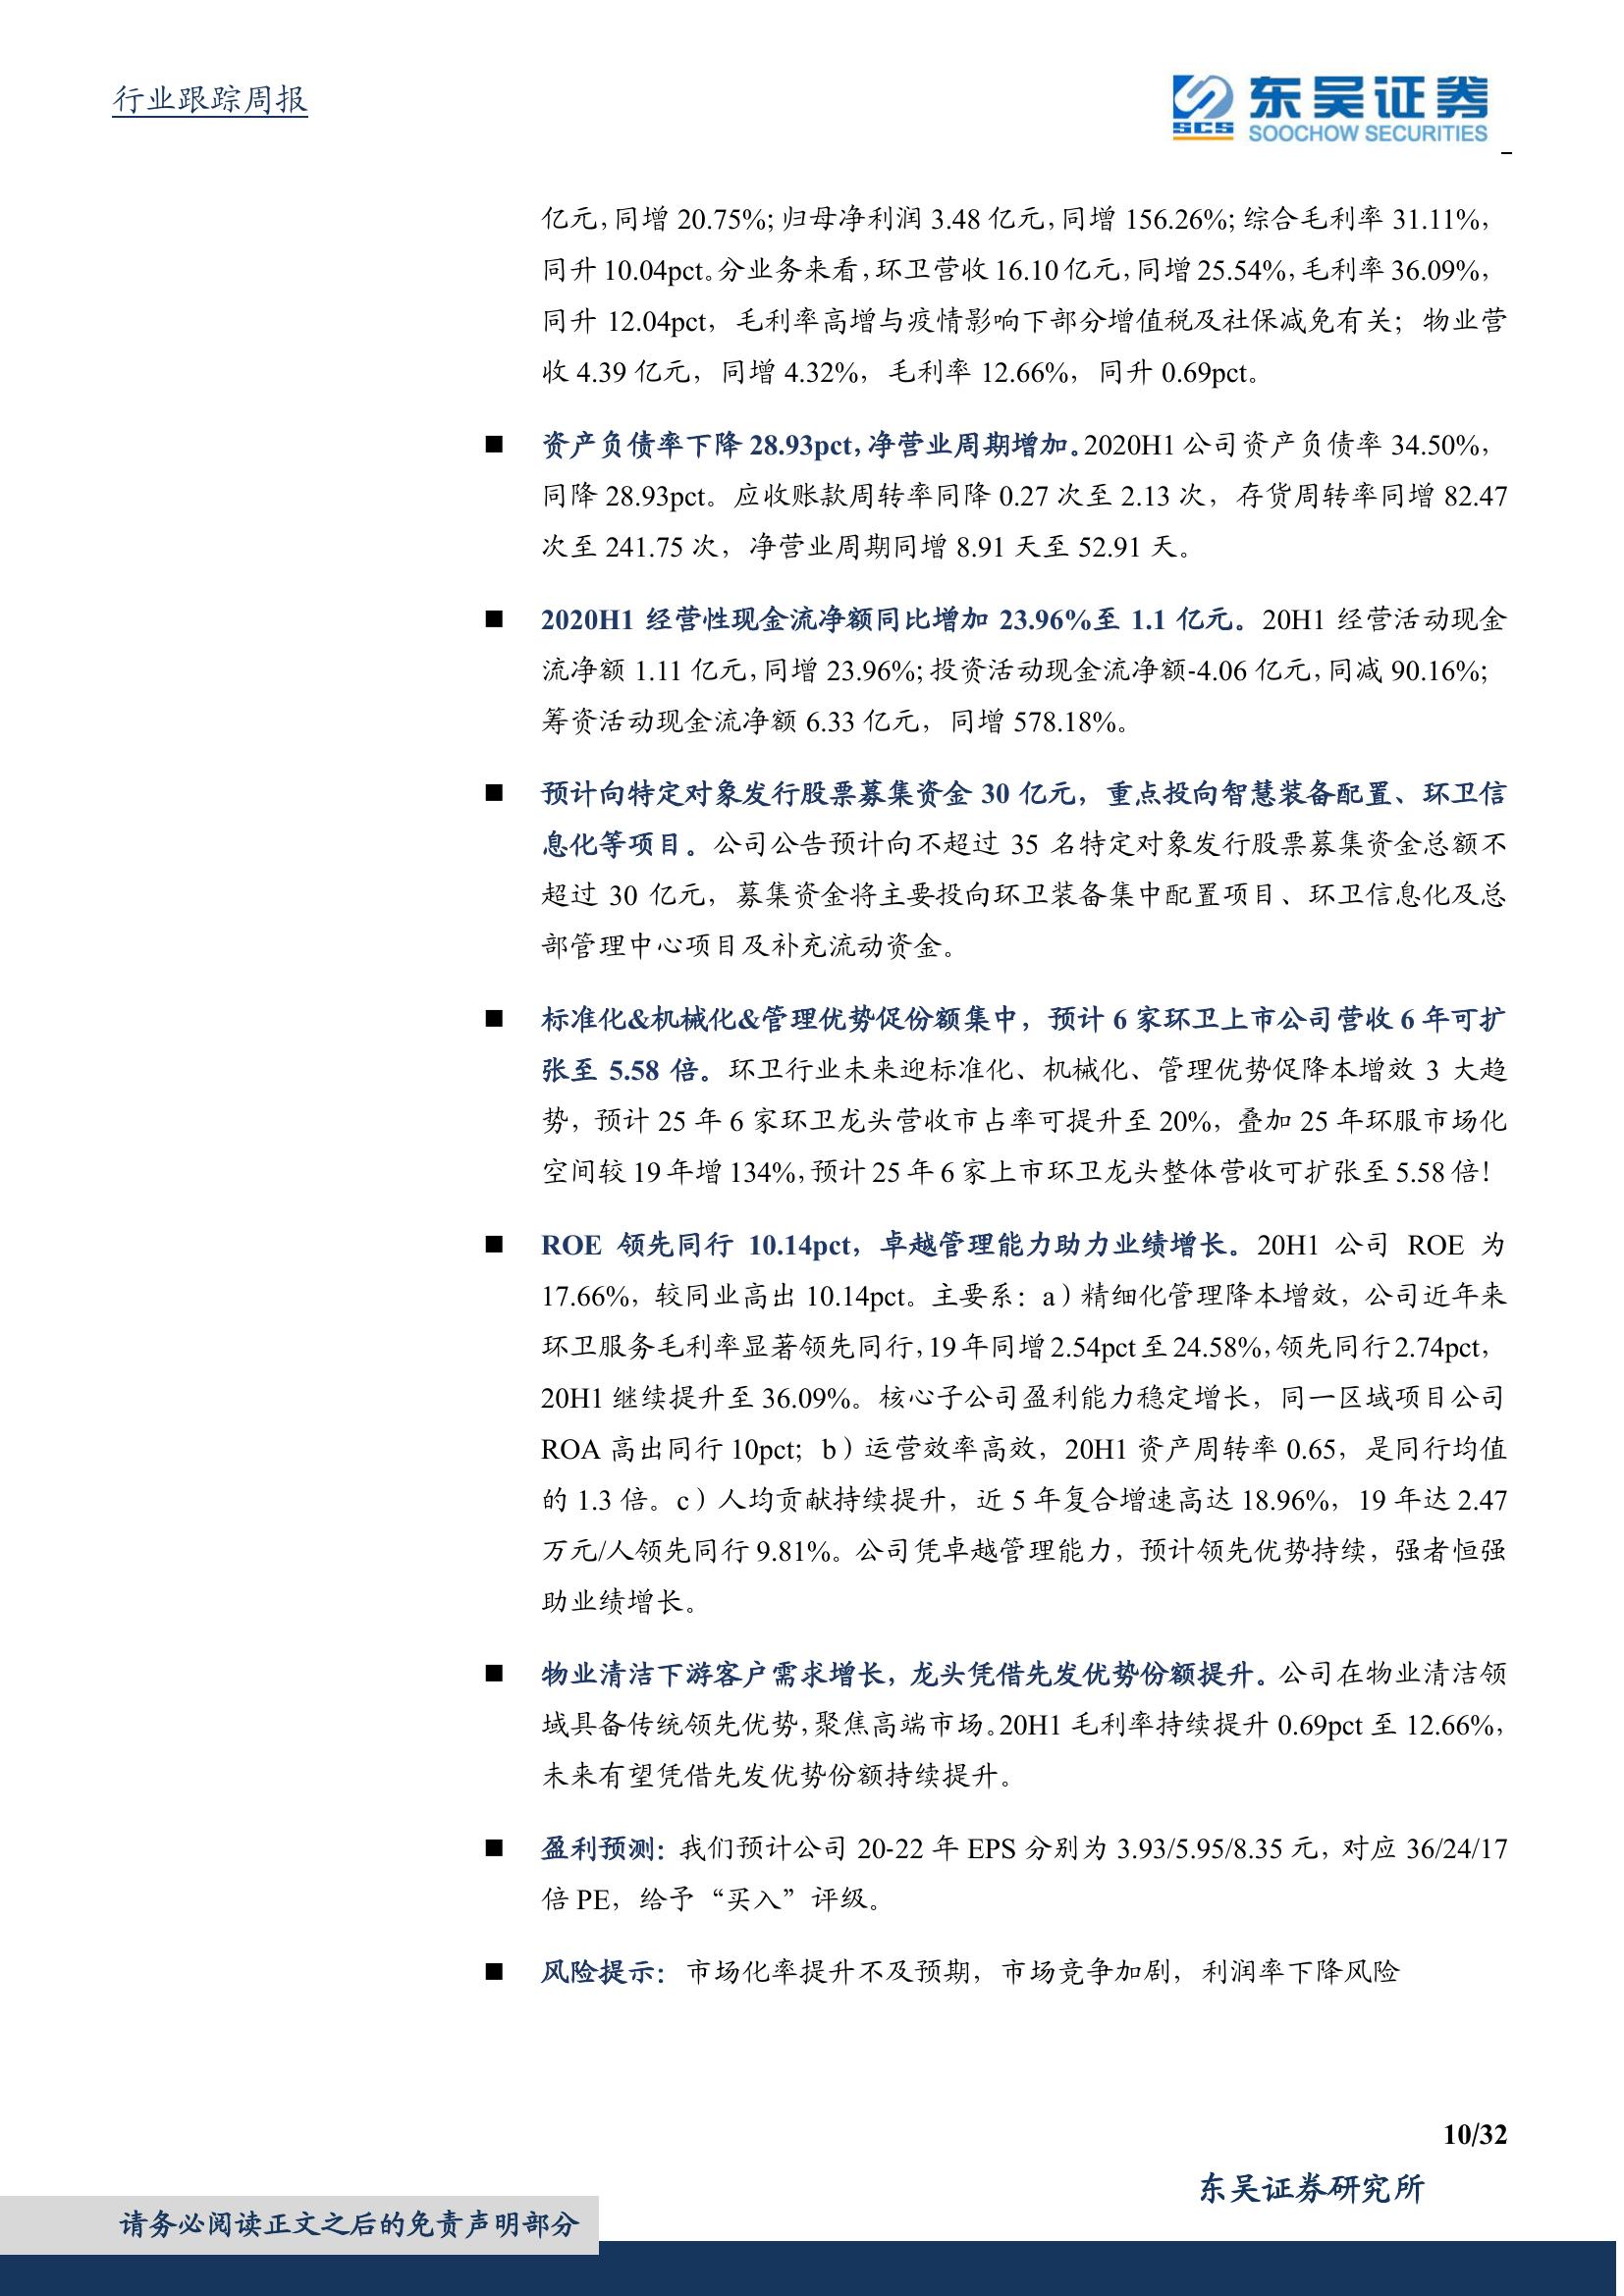 行业跟踪周报
东吴证券
SCS
SOOCHOW SECURITIES
亿元，同增 20.75%；归母净利润 3.48 亿元，同增 156.26%；综合毛利率 31.11%，
同升 10.04pct。分业务来看，环卫营收 16.10 亿元，同增 25.54%，毛利率 36.09%，
同升 12.04pct，毛利率高增与疫情影响下部分增值税及社保减免有关；物业营
收 4.39 亿元，同增 4.32%，毛利率 12.66%，同升 0.69pct。
■ 资产负债率下降 28.93pct，净营业周期增加。2020H1 公司资产负债率 34.50%，
同降 28.93pct。应收账款周转率同降 0.27 次至 2.13 次，存货周转率同增 82.47
次至 241.75 次，净营业周期同增 8.91 天至 52.91 天。
■ 2020H1 经营性现金流净额同比增加 23.96%至 1.1 亿元。20H1 经营活动现金
流净额 1.11 亿元，同增 23.96%；投资活动现金流净额-4.06 亿元，同减 90.16%；
筹资活动现金流净额 6.33 亿元，同增 578.18%。
■ 预计向特定对象发行股票募集资金 30 亿元，重点投向智慧装备配置、环卫信
息化等项目。公司公告预计向不超过 35 名特定对象发行股票募集资金总额不
超过 30 亿元，募集资金将主要投向环卫装备集中配置项目、环卫信息化及总
部管理中心项目及补充流动资金。
■ 标准化&机械化&管理优势促份额集中，预计 6 家环卫上市公司营收 6 年可扩
张至 5.58 倍。环卫行业未来迎标准化、机械化、管理优势促降本增效 3 大趋
势，预计 25 年 6 家环卫龙头营收市占率可提升至 20%，叠加 25 年环服市场化
空间较 19 年增 134%，预计 25 年 6 家上市环卫龙头整体营收可扩张至 5.58 倍！
■ ROE 领先同行 10.14pct，卓越管理能力助力业绩增长。20H1 公司 ROE 为
17.66%，较同业高出 10.14pct。主要系：a）精细化管理降本增效，公司近年来
环卫服务毛利率显著领先同行，19 年同增 2.54pct 至 24.58%，领先同行 2.74pct，
20H1 继续提升至 36.09%。核心子公司盈利能力稳定增长，同一区域项目公司
ROA 高出同行 10pct；b）运营效率高效，20H1 资产周转率 0.65，是同行均值
的 1.3 倍。c）人均贡献持续提升，近 5 年复合增速高达 18.96%，19 年达 2.47
万元/人领先同行 9.81%。公司凭卓越管理能力，预计领先优势持续，强者恒强
助业绩增长。
■ 物业清洁下游客户需求增长，龙头凭借先发优势份额提升。公司在物业清洁领
域具备传统领先优势，聚焦高端市场。20H1 毛利率持续提升 0.69pct 至 12.66%，
未来有望凭借先发优势份额持续提升。
■ 盈利预测：我们预计公司 20-22 年 EPS 分别为 3.93/5.95/8.35 元，对应 36/24/17
倍 PE，给予“买入”评级。
■ 风险提示：市场化率提升不及预期，市场竞争加剧，利润率下降风险
10/32
东吴证券研究所
请务必阅读正文之后的免责声明部分